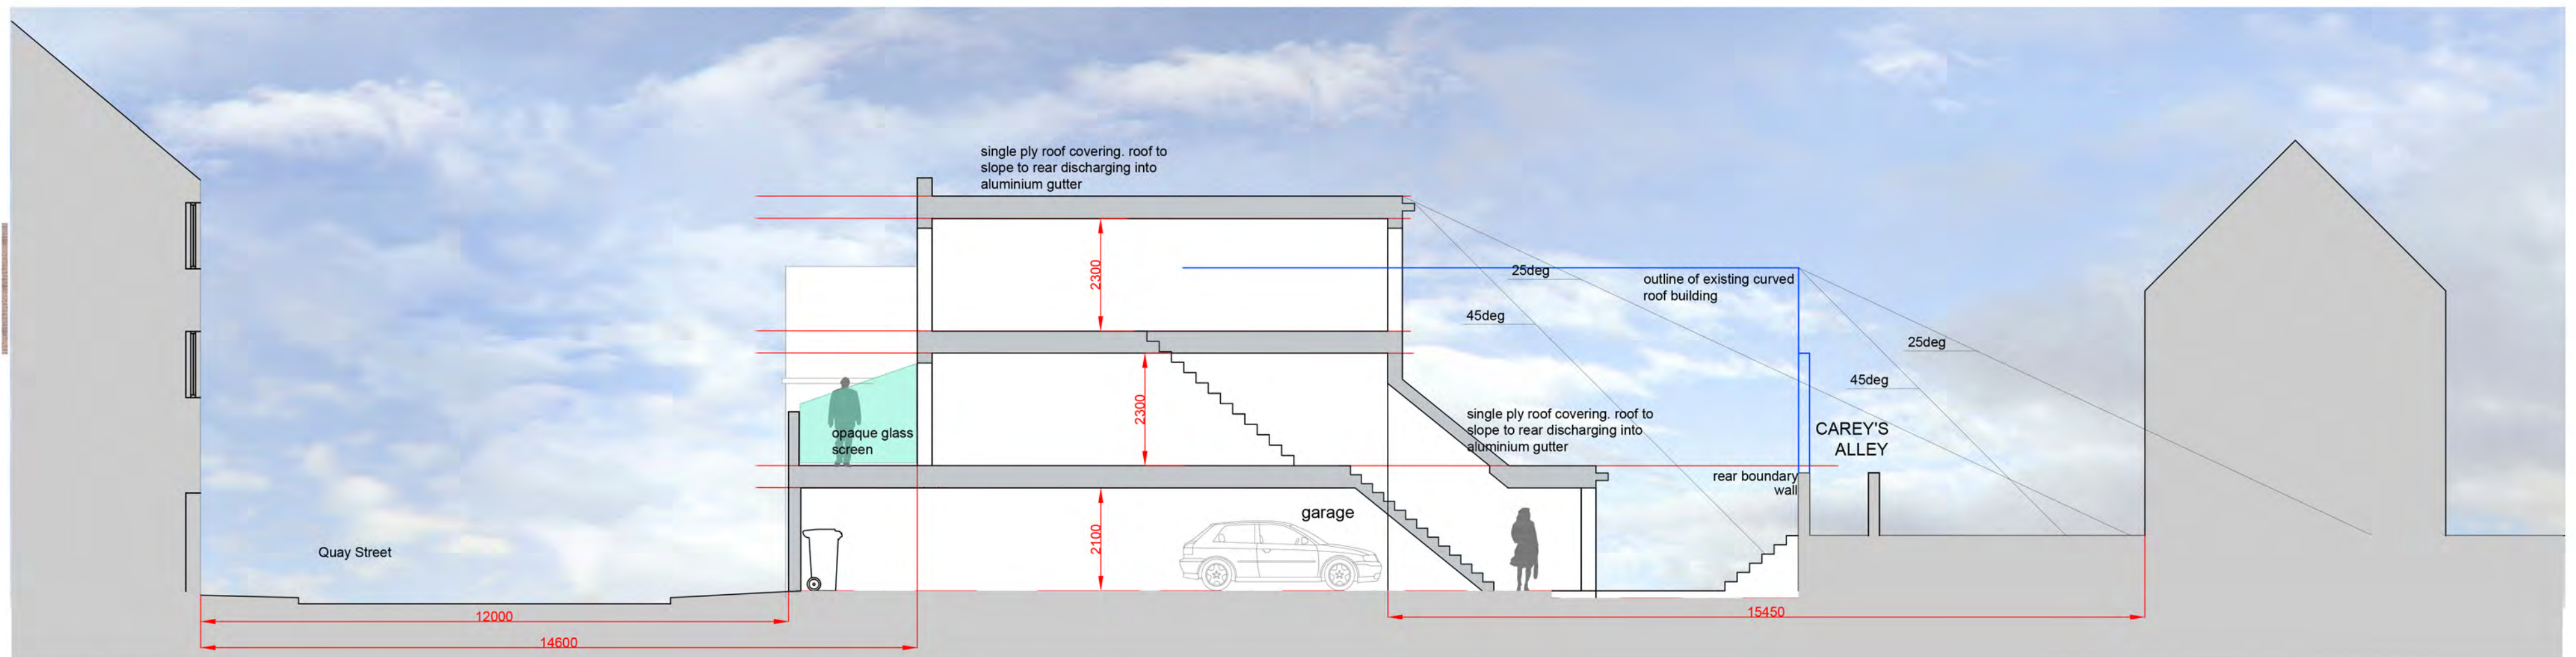 single ply roof covering. roof to
slope to rear discharging into
aluminium gutter
2300
25deg
outline of existing curved
roof building
45deg
25deg
45deg
2300
opaque glass
screen
single ply roof covering. roof to
slope to rear discharging into
aluminium gutter
CAREY'S
ALLEY
rear boundary
wall
garage
2100
Quay Street
12000
15450
14600